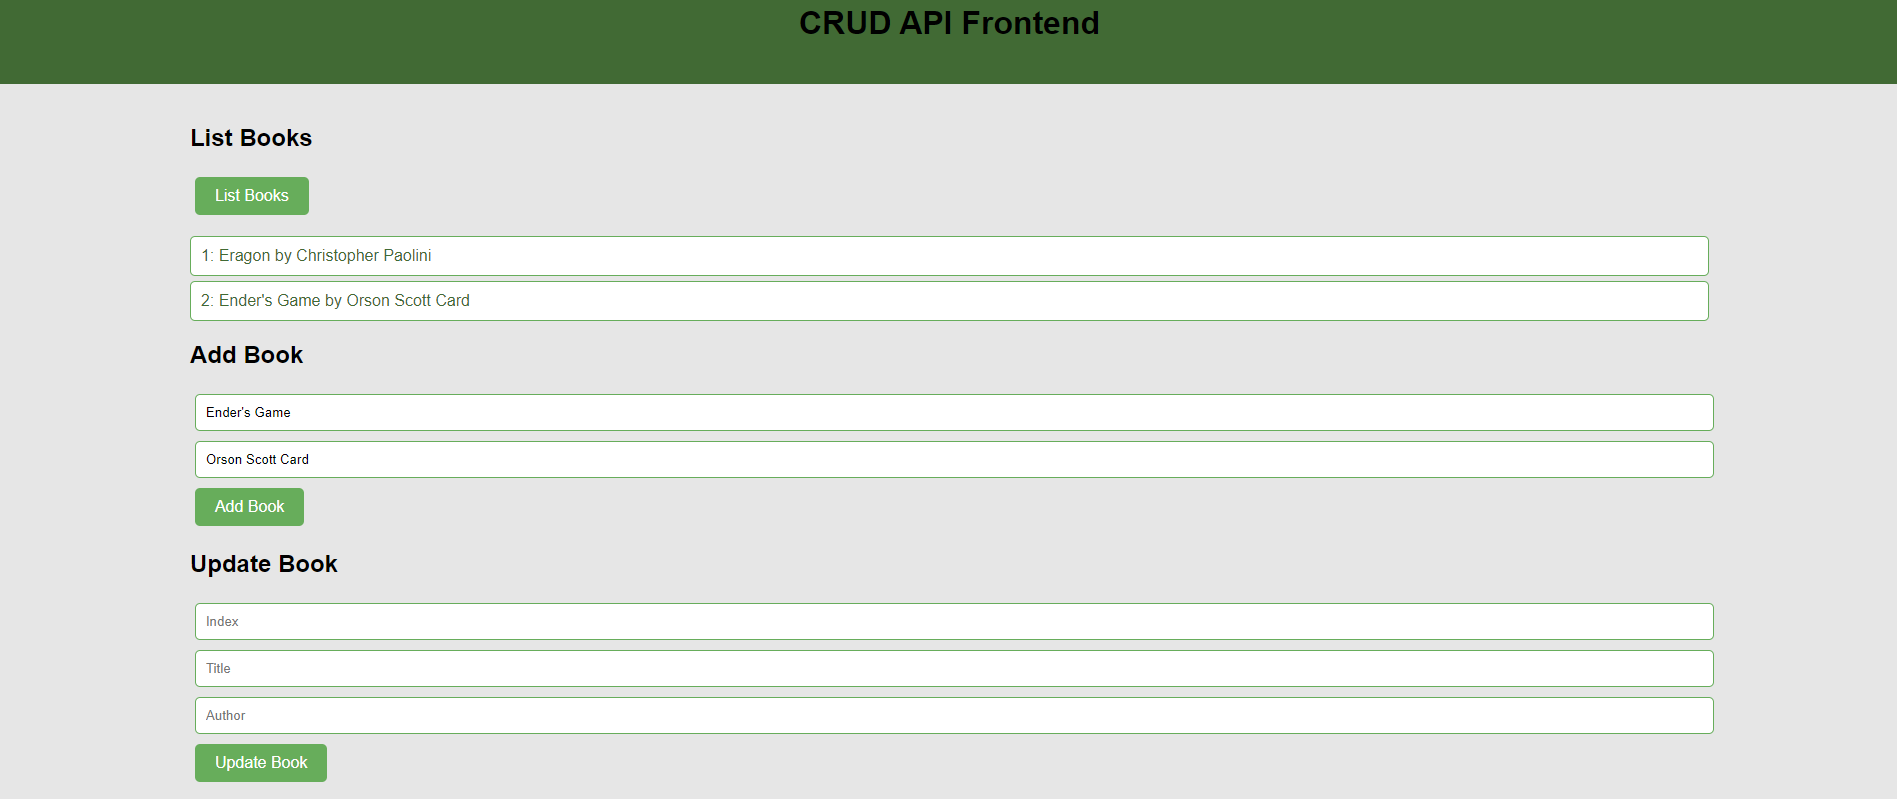 CRUD API Frontend
List Books
List Books
1: Eragon by Christopher Paolini
2: Ender's Game by Orson Scott Card
Add Book
Ender's Game
Orson Scott Card
Add Book
Update Book
Index
Title
Author
Update Book